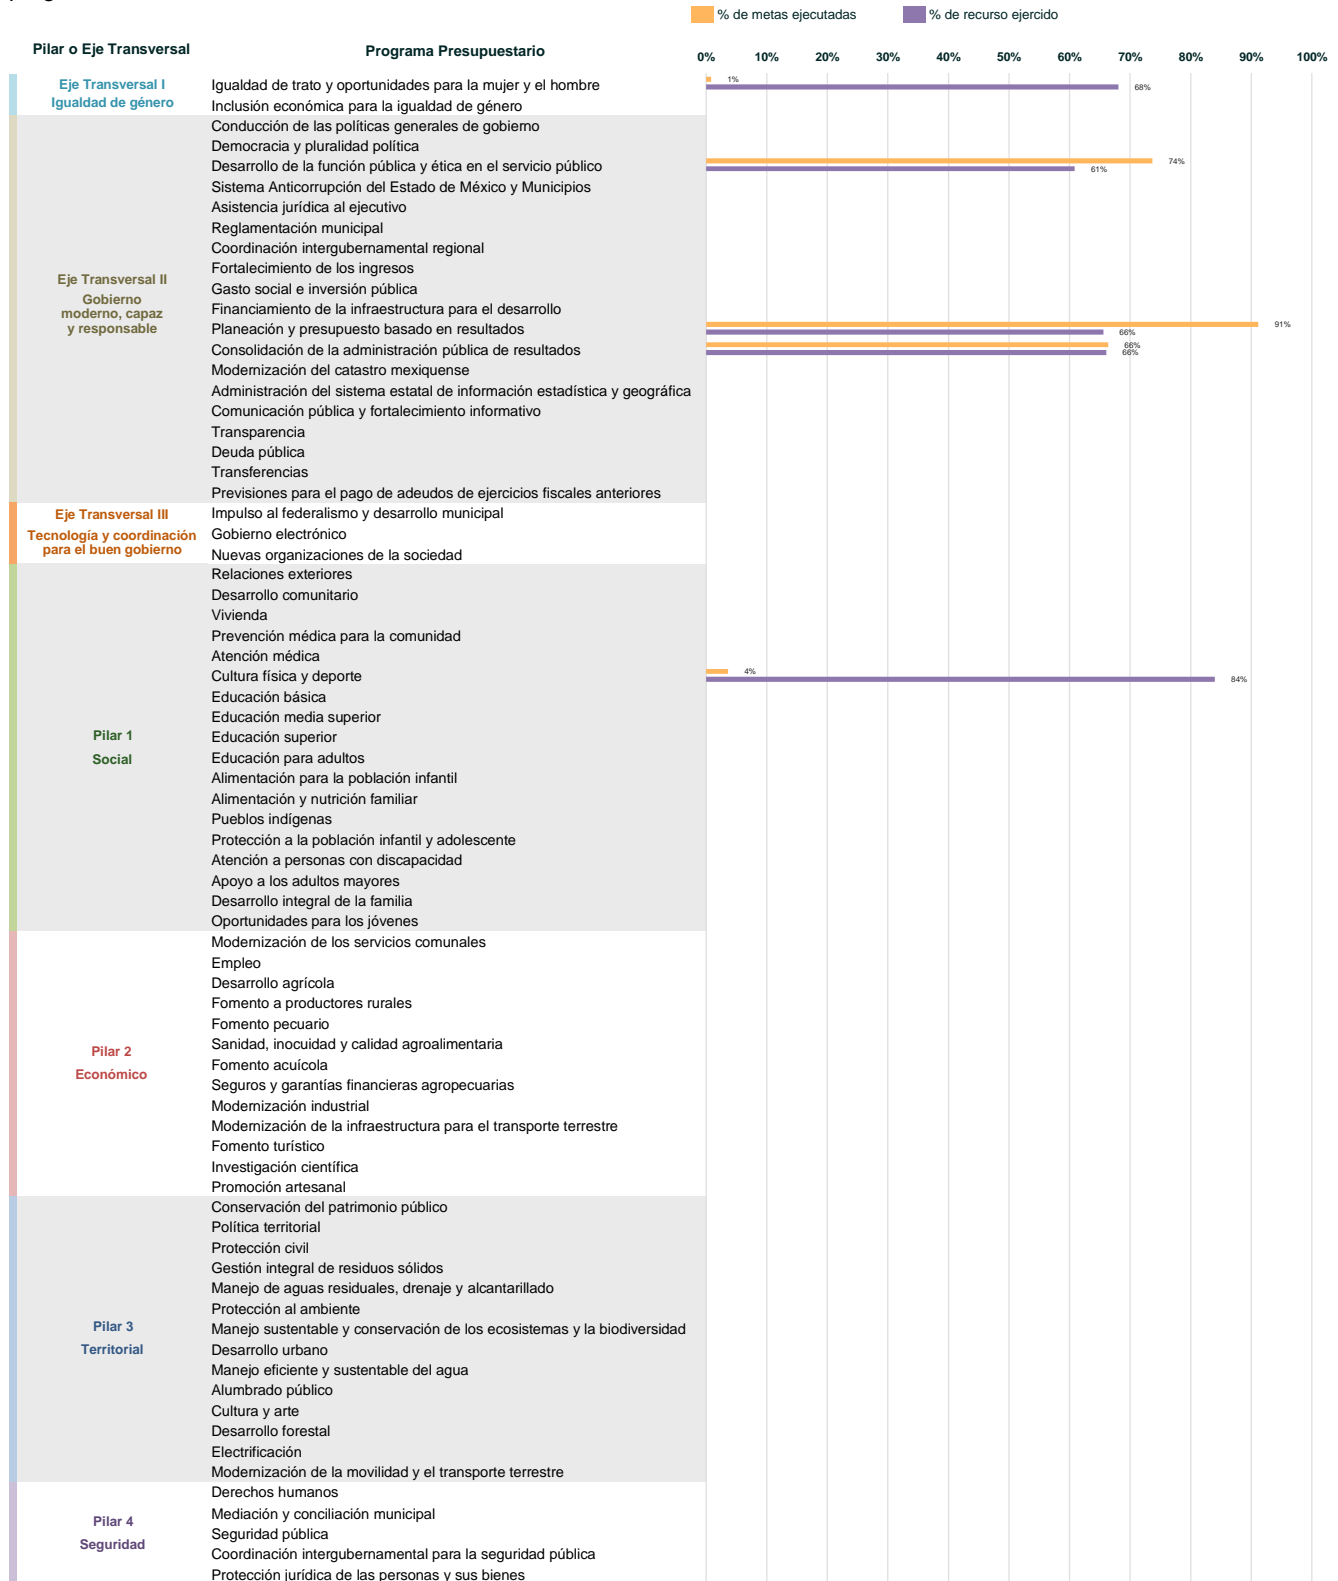 % de metas ejecutadas % de recurso ejercido
Pilar o Eje Transversal Programa Presupuestario 0% 10% 20% 30% 40% 50% 60% 70% 80% 90% 100%
Eje Transversal I
Igualdad de género
Igualdad de trato y oportunidades para la mujer y el hombre 1% 68%
Inclusión económica para la igualdad de género
Eje Transversal II
Gobierno
moderno, capaz
y responsable
Conducción de las políticas generales de gobierno
Democracia y pluralidad política
Desarrollo de la función pública y ética en el servicio público 74% 61%
Sistema Anticorrupción del Estado de México y Municipios
Asistencia jurídica al ejecutivo
Reglamentación municipal
Coordinación intergubernamental regional
Fortalecimiento de los ingresos
Gasto social e inversión pública
Financiamiento de la infraestructura para el desarrollo
Planeación y presupuesto basado en resultados 91% 66%
Consolidación de la administración pública de resultados 66% 66%
Modernización del catastro mexiquense
Administración del sistema estatal de información estadística y geográfica
Comunicación pública y fortalecimiento informativo
Transparencia
Deuda pública
Transferencias
Previsiones para el pago de adeudos de ejercicios fiscales anteriores
Eje Transversal III
Tecnología y coordinación
para el buen gobierno
Impulso al federalismo y desarrollo municipal
Gobierno electrónico
Nuevas organizaciones de la sociedad
Pilar 1
Social
Relaciones exteriores
Desarrollo comunitario
Vivienda
Prevención médica para la comunidad
Atención médica
Cultura física y deporte 4% 84%
Educación básica
Educación media superior
Educación superior
Educación para adultos
Alimentación para la población infantil
Alimentación y nutrición familiar
Pueblos indígenas
Protección a la población infantil y adolescente
Atención a personas con discapacidad
Apoyo a los adultos mayores
Desarrollo integral de la familia
Oportunidades para los jóvenes
Pilar 2
Económico
Modernización de los servicios comunales
Empleo
Desarrollo agrícola
Fomento a productores rurales
Fomento pecuario
Sanidad, inocuidad y calidad agroalimentaria
Fomento acuícola
Seguros y garantías financieras agropecuarias
Modernización industrial
Modernización de la infraestructura para el transporte terrestre
Fomento turístico
Investigación científica
Promoción artesanal
Pilar 3
Territorial
Conservación del patrimonio público
Política territorial
Protección civil
Gestión integral de residuos sólidos
Manejo de aguas residuales, drenaje y alcantarillado
Protección al ambiente
Manejo sustentable y conservación de los ecosistemas y la biodiversidad
Desarrollo urbano
Manejo eficiente y sustentable del agua
Alumbrado público
Cultura y arte
Desarrollo forestal
Electrificación
Modernización de la movilidad y el transporte terrestre
Pilar 4
Seguridad
Derechos humanos
Mediación y conciliación municipal
Seguridad pública
Coordinación intergubernamental para la seguridad pública
Protección jurídica de las personas y sus bienes